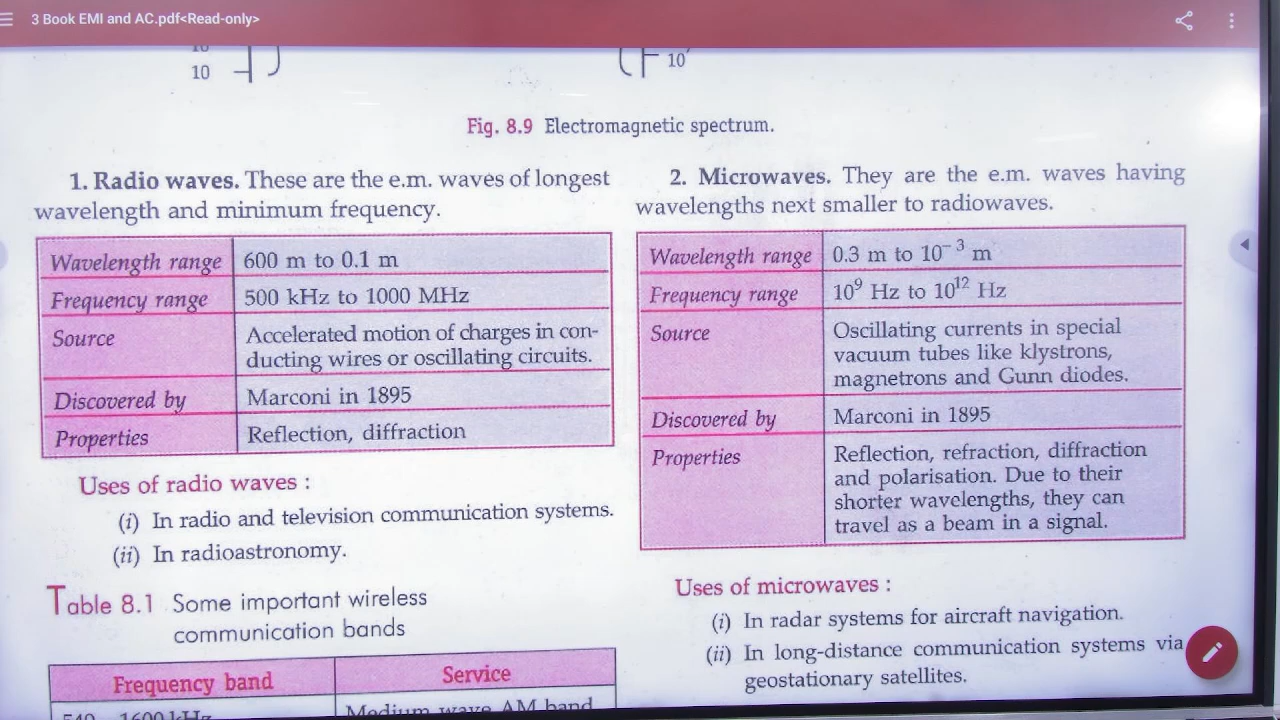 3 Book EMI and AC.pdf<Read-only>
10
10
Fig. 8.9 Electromagnetic spectrum.
1. Radio waves. These are the e.m. waves of longest
wavelength and minimum frequency.
Wavelength range 600 m to 0.1 m
Frequency range 500 kHz to 1000 MHz
Source Accelerated motion of charges in con-
ducting wires or oscillating circuits.
Discovered by Marconi in 1895
Properties Reflection, diffraction
Uses of radio waves :
(i) In radio and television communication systems.
(ii) In radioastronomy.
Table 8.1 Some important wireless
communication bands
Frequency band Service
Medium wave AM band
2. Microwaves. They are the e.m. waves having
wavelengths next smaller to radiowaves.
Wavelength range 0.3 m to 10⁻³ m
Frequency range 10⁹ Hz to 10¹² Hz
Source Oscillating currents in special
vacuum tubes like klystrons,
magnetrons and Gunn diodes.
Discovered by Marconi in 1895
Properties Reflection, refraction, diffraction
and polarisation. Due to their
shorter wavelengths, they can
travel as a beam in a signal.
Uses of microwaves :
(i) In radar systems for aircraft navigation.
(ii) In long-distance communication systems via
geostationary satellites.